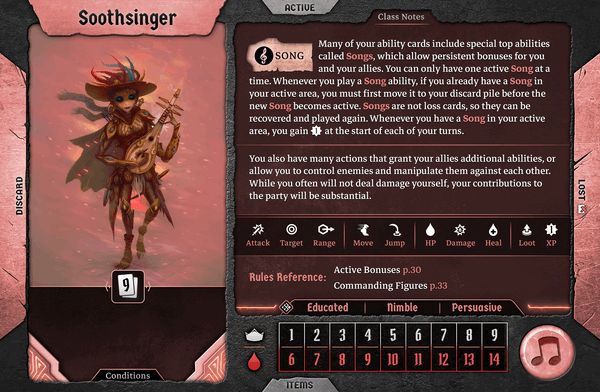 Soothsinger
ACTIVE
Class Notes
SONG
Many of your ability cards include special top abilities
called Songs, which allow persistent bonuses for you
and your allies. You can only have one active Song at a
time. Whenever you play a Song ability, if you already have a Song in
your active area, you must first move it to your discard pile before the
new Song becomes active. Songs are not loss cards, so they can be
recovered and played again. Whenever you have a Song in your active
area, you gain 1 at the start of each of your turns.
You also have many actions that grant your allies additional abilities, or
allow you to control enemies and manipulate them against each other.
While you often will not deal damage yourself, your contributions to
the party will be substantial.
DISCARD
LOST
Attack Target Range Move Jump HP Damage Heal Loot XP
Rules Reference:
Active Bonuses p.30
Commanding Figures p.33
9
Educated Nimble Persuasive
1 2 3 4 5 6 7 8 9
6 7 8 9 10 11 12 13 14
Conditions
ITEMS